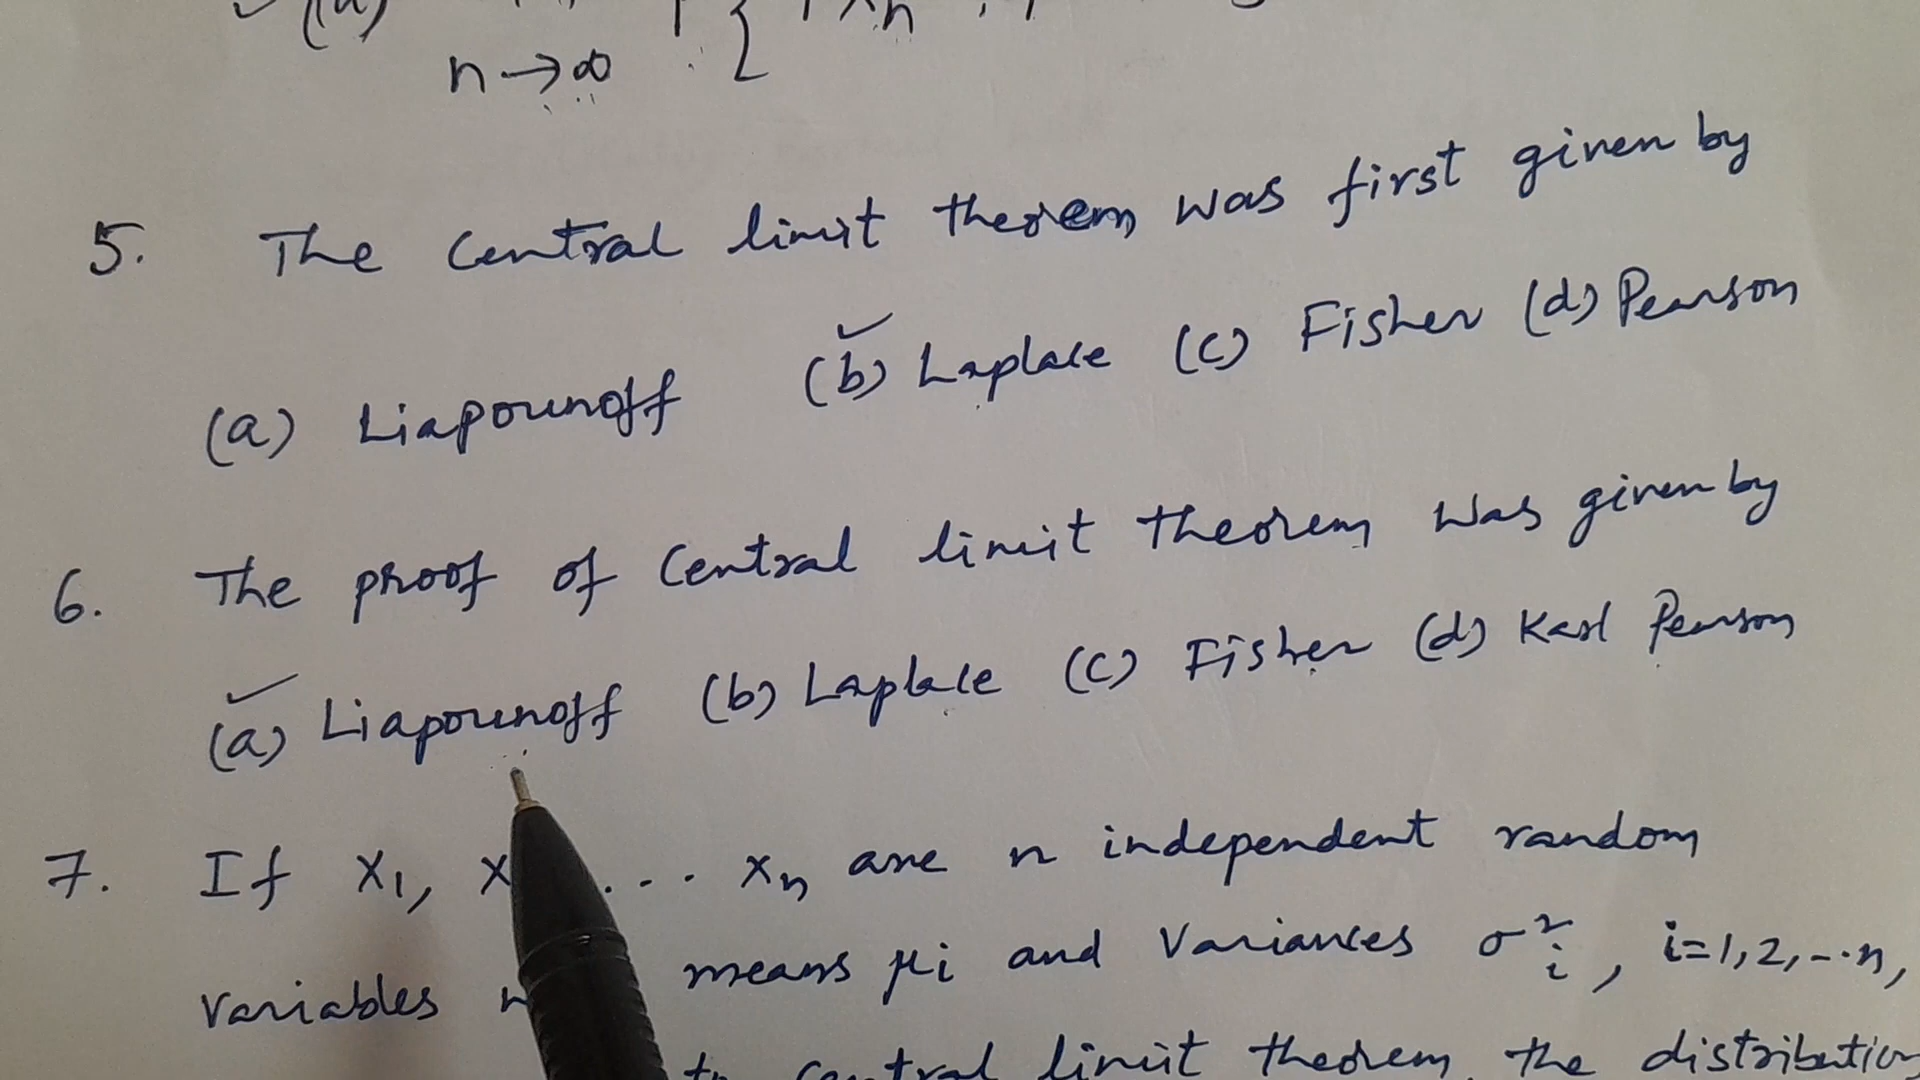 n→∞
5. The Central limit theorem was first given by
(a) Liapounoff (b) Laplace (c) Fisher (d) Pearson
6. The proof of Central limit theorem was given by
(a) Liapounoff (b) Laplace (c) Fisher (d) Karl Pearson
7. If X₁, X ... Xₙ are n independent random
Variables means μi and Variances σ²ᵢ, i=1,2,...n,
to central limit theorem, the distribution